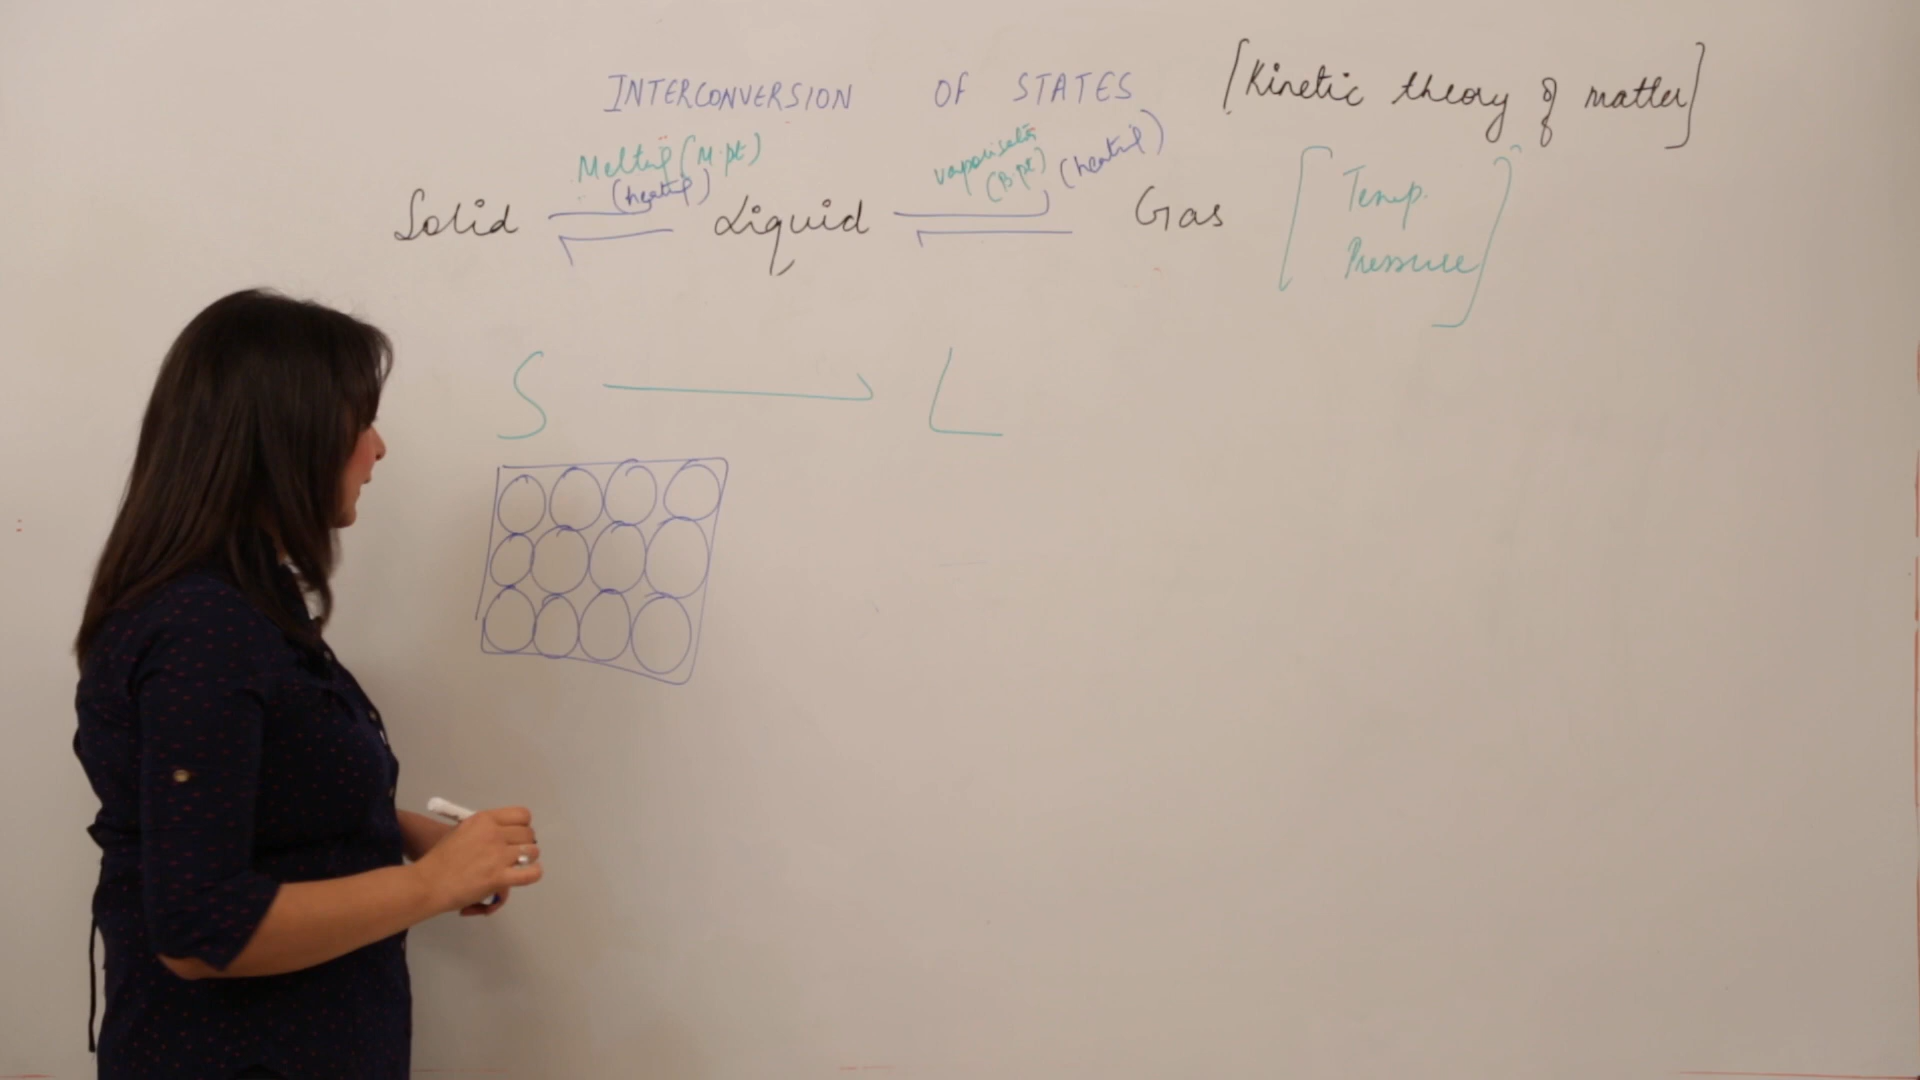 INTERCONVERSION OF STATES [Kinetic theory of matter]
Melting (M.pt) vaporisation
(heating) (B.pt) (heating)
Solid ⇌ Liquid ⇌ Gas [Temp.
Pressure]
S → L